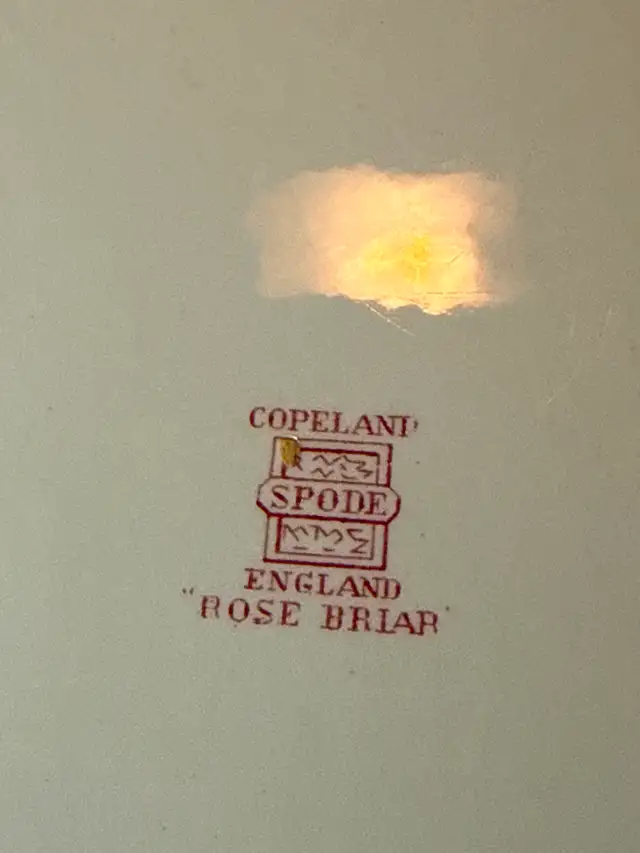 COPELAND
SPODE
ENGLAND
"ROSE BRIAR"